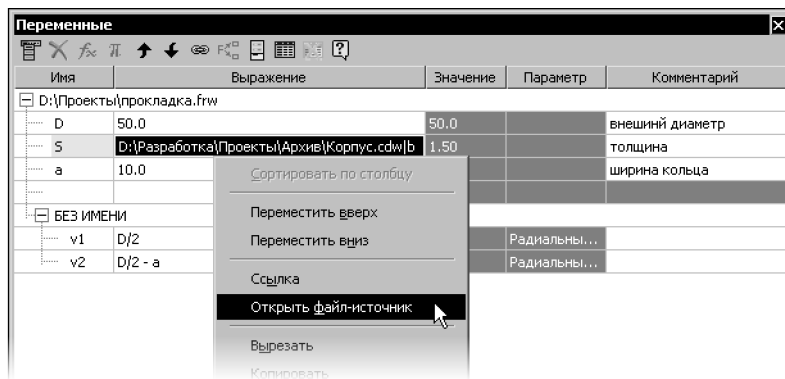 Переменные
Имя Выражение Значение Параметр Комментарий
D:\Проекты\прокладка.frw
D 50.0 50.0 внешинй диаметр
S D:\Разработка\Проекты\Архив\Корпус.cdw|b 1.50 толщина
a 10.0 ширина кольца
Сортировать по столбцу
Переместить вверх
БЕЗ ИМЕНИ
Переместить вниз
v1 D/2 Радиальны...
v2 D/2 - a Радиальны...
Ссылка
Открыть файл-источник
Вырезать
Копировать